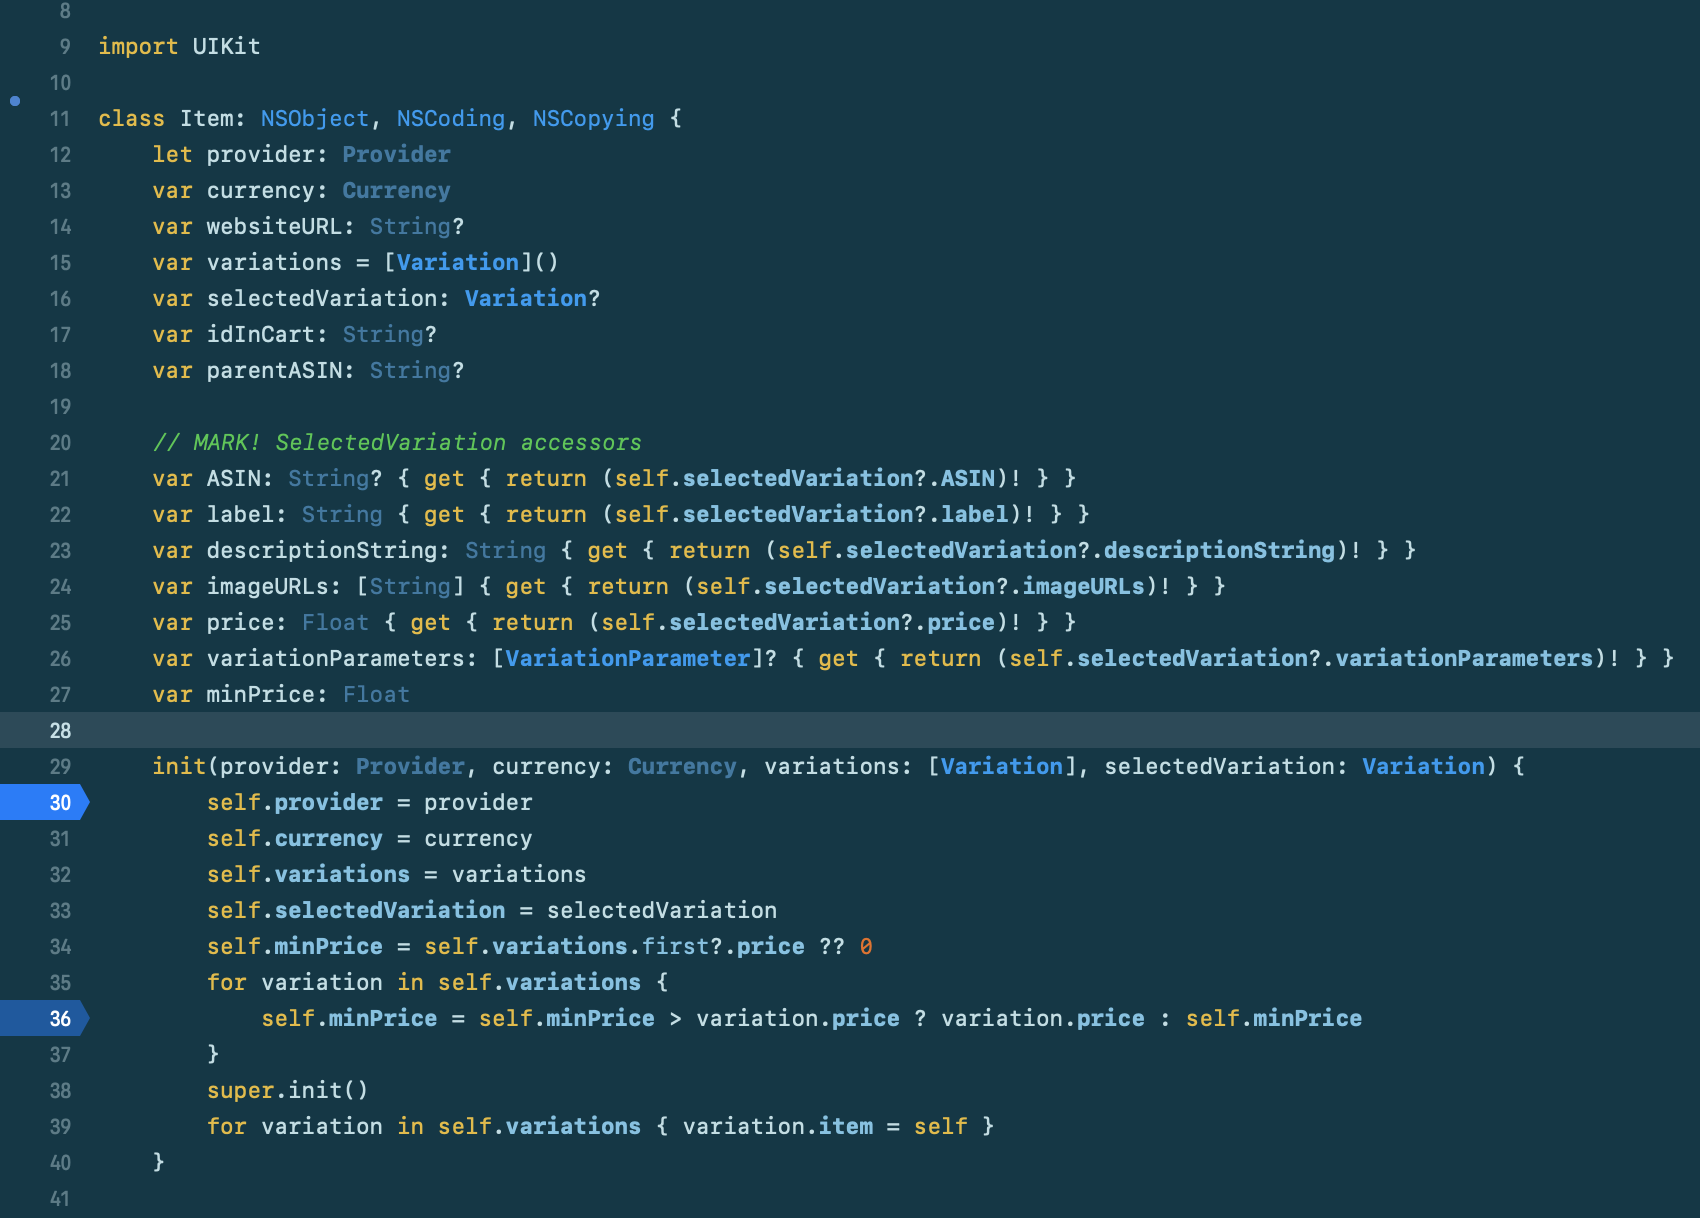 8
9 import UIKit
10
11 class Item: NSObject, NSCoding, NSCopying {
12     let provider: Provider
13     var currency: Currency
14     var websiteURL: String?
15     var variations = [Variation]()
16     var selectedVariation: Variation?
17     var idInCart: String?
18     var parentASIN: String?
19
20     // MARK! SelectedVariation accessors
21     var ASIN: String? { get { return (self.selectedVariation?.ASIN)! } }
22     var label: String { get { return (self.selectedVariation?.label)! } }
23     var descriptionString: String { get { return (self.selectedVariation?.descriptionString)! } }
24     var imageURLs: [String] { get { return (self.selectedVariation?.imageURLs)! } }
25     var price: Float { get { return (self.selectedVariation?.price)! } }
26     var variationParameters: [VariationParameter]? { get { return (self.selectedVariation?.variationParameters)! } }
27     var minPrice: Float
28
29     init(provider: Provider, currency: Currency, variations: [Variation], selectedVariation: Variation) {
30         self.provider = provider
31         self.currency = currency
32         self.variations = variations
33         self.selectedVariation = selectedVariation
34         self.minPrice = self.variations.first?.price ?? 0
35         for variation in self.variations {
36             self.minPrice = self.minPrice > variation.price ? variation.price : self.minPrice
37         }
38         super.init()
39         for variation in self.variations { variation.item = self }
40     }
41